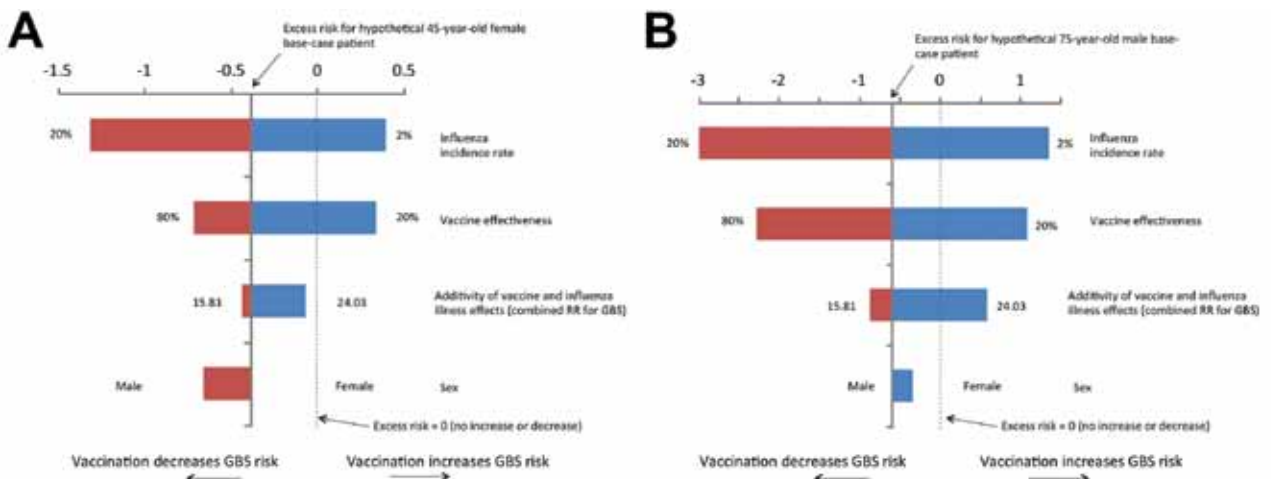 A
Excess risk for hypothetical 45-year-old female
base-case patient
-1.5 -1 -0.5 0 0.5
20% 2% Influenza
incidence rate
80% 20% Vaccine effectiveness
15.81 24.03 Additivity of vaccine and influenza
illness effects (combined RR for GBS)
Male Female Sex
Excess risk = 0 (no increase or decrease)
Vaccination decreases GBS risk Vaccination increases GBS risk
B
Excess risk for hypothetical 75-year-old male base-
case patient
-3 -2 -1 0 1
20% 2% Influenza
incidence rate
80% 20% Vaccine effectiveness
15.81 24.03 Additivity of vaccine and influenza
illness effects (combined RR for GBS)
Male Female Sex
Excess risk = 0 (no increase or decrease)
Vaccination decreases GBS risk Vaccination increases GBS risk